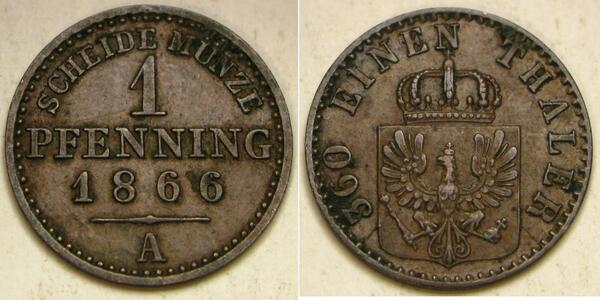 SCHEIDE MÜNZE
1
PFENNING
1866
A
360 EINEN THALER